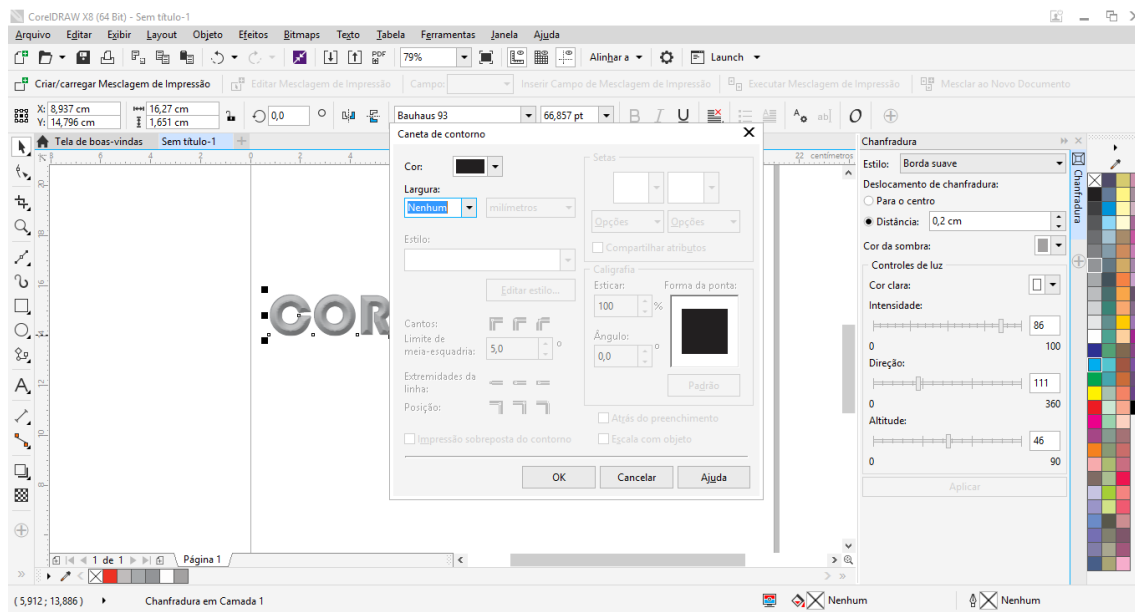 CorelDRAW X8 (64 Bit) - Sem título-1
Arquivo Editar Exibir Layout Objeto Efeitos Bitmaps Texto Tabela Ferramentas Janela Ajuda
PDF 79% Alinhar a Launch
Criar/carregar Mesclagem de Impressão Editar Mesclagem de Impressão Campo: Inserir Campo de Mesclagem de Impressão Executar Mesclagem de Impressão Mesclar ao Novo Documento
X: 8,937 cm 16,27 cm 0,0 Bauhaus 93 66,857 pt B I U ab O
Y: 14,796 cm 1,651 cm
Tela de boas-vindas Sem título-1
6 4 2 0 2 4 22 centímetros
Caneta de contorno
Cor:
Largura:
Nenhum milímetros
Estilo:
Editar estilo...
Cantos:
Limite de
meia-esquadria: 5,0 °
Extremidades da
linha:
Posição:
Impressão sobreposta do contorno
Setas
Opções Opções
Compartilhar atributos
Caligrafia
Esticar: Forma da ponta:
100 %
Ângulo:
0,0 °
Padrão
Atrás do preenchimento
Escala com objeto
OK Cancelar Ajuda
COR
Chanfradura
Estilo: Borda suave
Deslocamento de chanfradura:
Para o centro
Distância: 0,2 cm
Cor da sombra:
Controles de luz
Cor clara:
Intensidade:
86
0 100
Direção:
111
0 360
Altitude:
46
0 90
Aplicar
Chanfradura
1 de 1 Página 1
( 5,912 ; 13,886 ) Chanfradura em Camada 1 Nenhum Nenhum